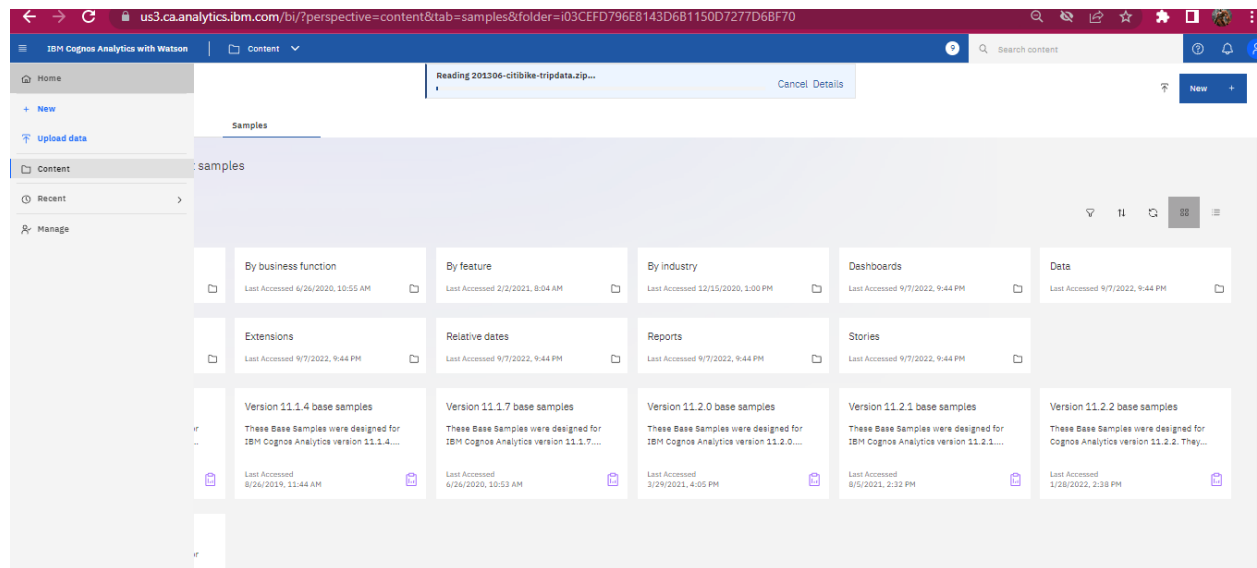 us3.ca.analytics.ibm.com/bi/?perspective=content&tab=samples&folder=i03CEFD796E8143D6B1150D7277D6BF70
IBM Cognos Analytics with Watson
Content
9
Search content
Home
Reading 201306-citibike-tripdata.zip...
Cancel Details
New +
+ New
Upload data
Samples
Content
samples
Recent
Manage
By business function
Last Accessed 6/26/2020, 10:55 AM
By feature
Last Accessed 2/2/2021, 8:04 AM
By industry
Last Accessed 12/15/2020, 1:00 PM
Dashboards
Last Accessed 9/7/2022, 9:44 PM
Data
Last Accessed 9/7/2022, 9:44 PM
Extensions
Last Accessed 9/7/2022, 9:44 PM
Relative dates
Last Accessed 9/7/2022, 9:44 PM
Reports
Last Accessed 9/7/2022, 9:44 PM
Stories
Last Accessed 9/7/2022, 9:44 PM
Version 11.1.4 base samples
These Base Samples were designed for
IBM Cognos Analytics version 11.1.4....
Last Accessed
8/26/2019, 11:44 AM
Version 11.1.7 base samples
These Base Samples were designed for
IBM Cognos Analytics version 11.1.7....
Last Accessed
6/26/2020, 10:53 AM
Version 11.2.0 base samples
These Base Samples were designed for
IBM Cognos Analytics version 11.2.0....
Last Accessed
3/29/2021, 4:05 PM
Version 11.2.1 base samples
These Base Samples were designed for
IBM Cognos Analytics version 11.2.1....
Last Accessed
8/5/2021, 2:32 PM
Version 11.2.2 base samples
These Base Samples were designed for
Cognos Analytics version 11.2.2. They...
Last Accessed
1/28/2022, 2:38 PM